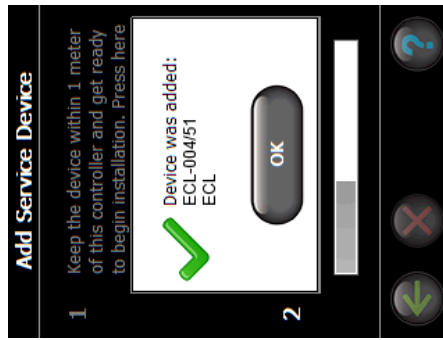 Add Service Device
1 Keep the device within 1 meter
of this controller and get ready
to begin installation. Press here
Device was added:
ECL-004/51
ECL
OK
2
?